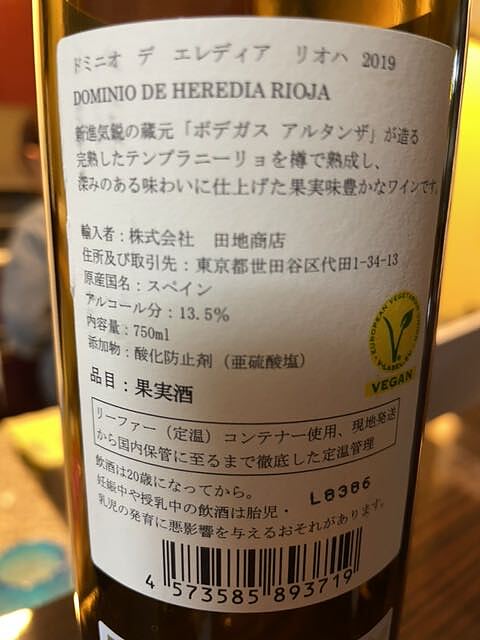 ドミニオ デ エレディア リオハ 2019
DOMINIO DE HEREDIA RIOJA
新進気鋭の蔵元「ボデガス アルタンザ」が造る
完熟したテンプラニーリョを樽で熟成し、
深みのある味わいに仕上げた果実味豊かなワインです。
輸入者：株式会社 田地商店
住所及び取引先：東京都世田谷区代田1-34-13
原産国名：スペイン
アルコール分：13.5%
内容量：750ml
添加物：酸化防止剤（亜硫酸塩）
EUROPEAN VEGETARIAN
V-LABEL.EU
VEGAN
品目：果実酒
リーファー（定温）コンテナー使用、現地発送
から国内保管に至るまで徹底した定温管理
飲酒は20歳になってから。
妊娠中や授乳中の飲酒は胎児・
乳児の発育に悪影響を与えるおそれがあります。
L8386
4 573585 893719